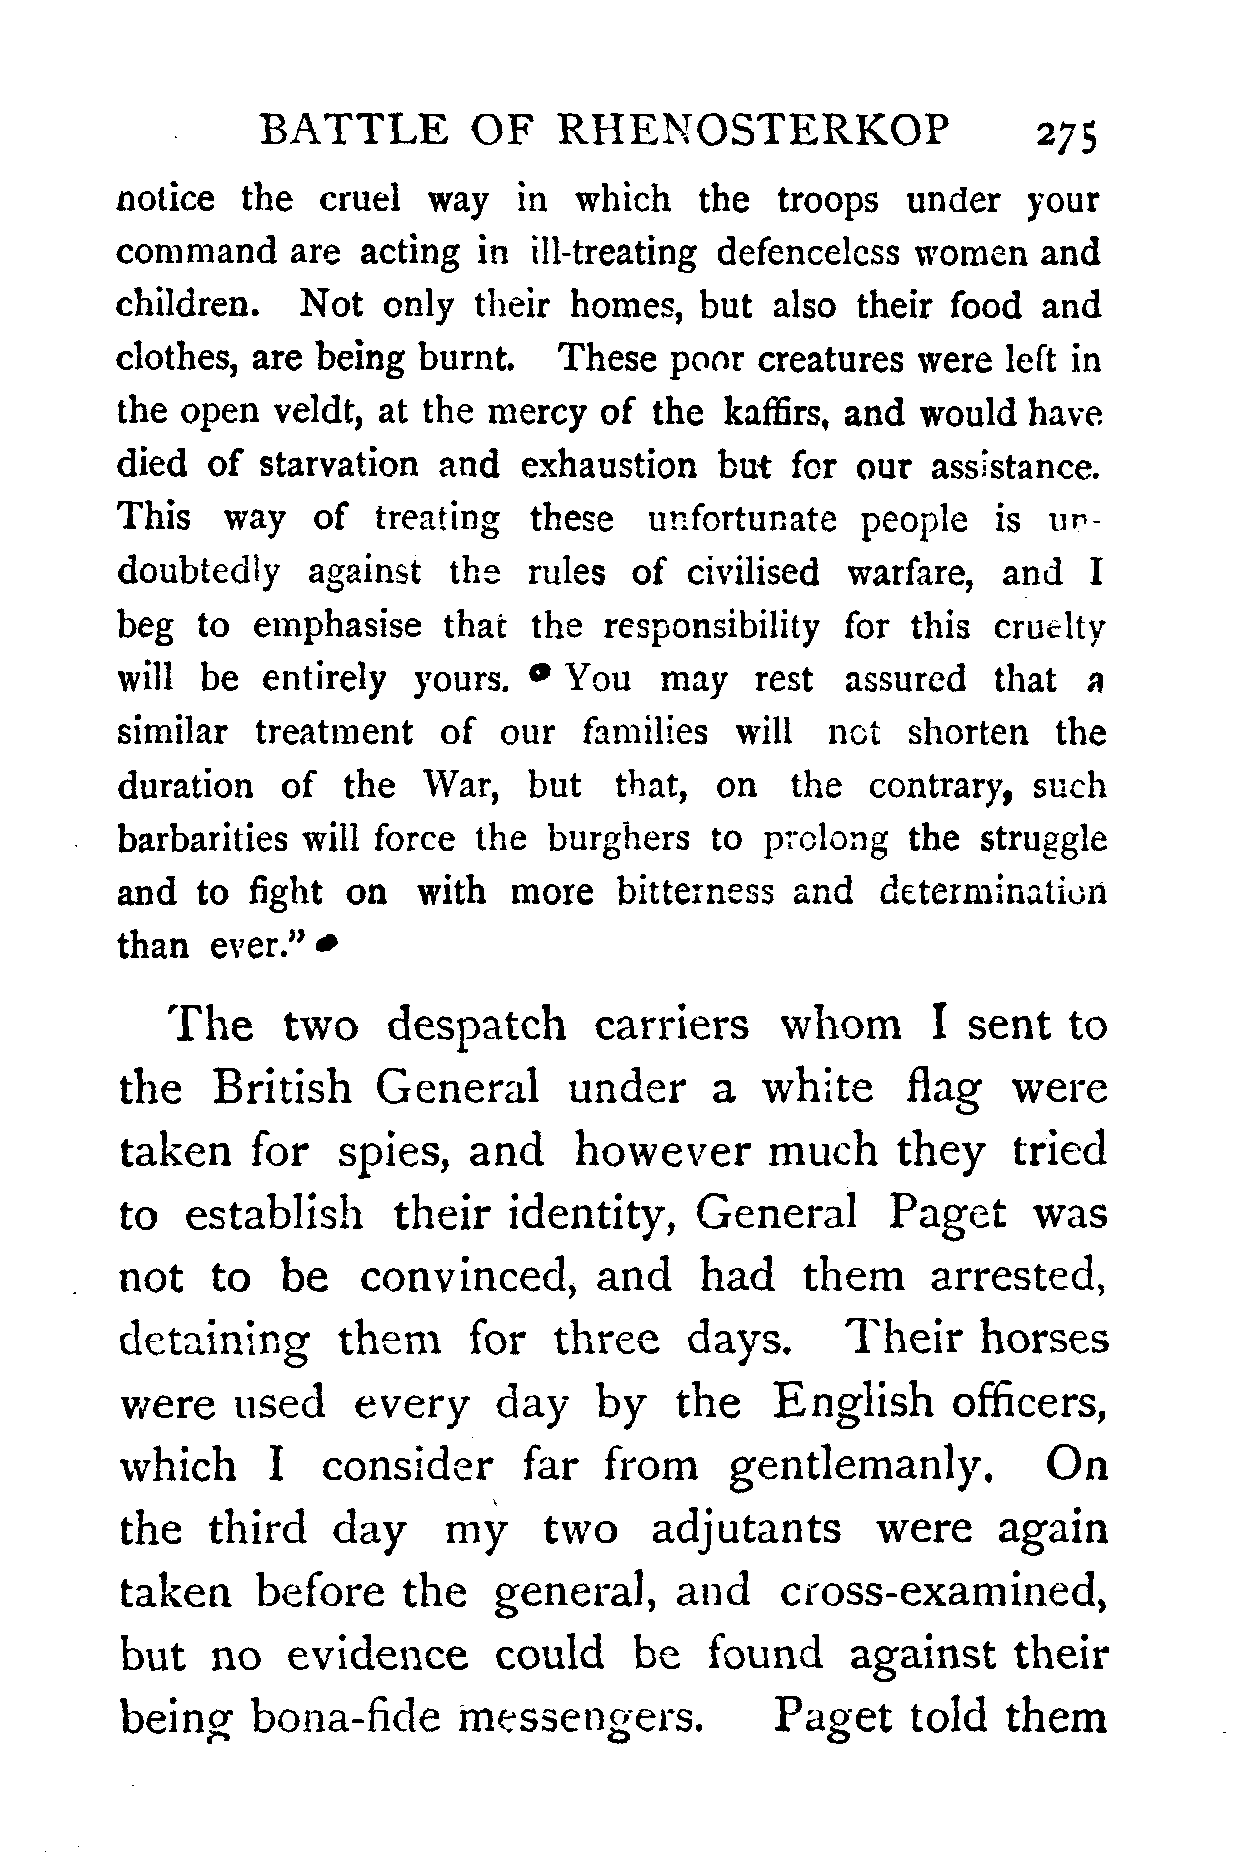 BATTLE OF RHENOSTERKOP 275
notice the cruel way in which the troops under your
command are acting in ill-treating defenceless women and
children. Not only their homes, but also their food and
clothes, are being burnt. These poor creatures were left in
the open veldt, at the mercy of the kaffirs, and would have
died of starvation and exhaustion but for our assistance.
This way of treating these unfortunate people is un-
doubtedly against the rules of civilised warfare, and I
beg to emphasise that the responsibility for this cruelty
will be entirely yours. You may rest assured that a
similar treatment of our families will not shorten the
duration of the War, but that, on the contrary, such
barbarities will force the burghers to prolong the struggle
and to fight on with more bitterness and determination
than ever."
The two despatch carriers whom I sent to
the British General under a white flag were
taken for spies, and however much they tried
to establish their identity, General Paget was
not to be convinced, and had them arrested,
detaining them for three days. Their horses
were used every day by the English officers,
which I consider far from gentlemanly. On
the third day my two adjutants were again
taken before the general, and cross-examined,
but no evidence could be found against their
being bona-fide messengers. Paget told them